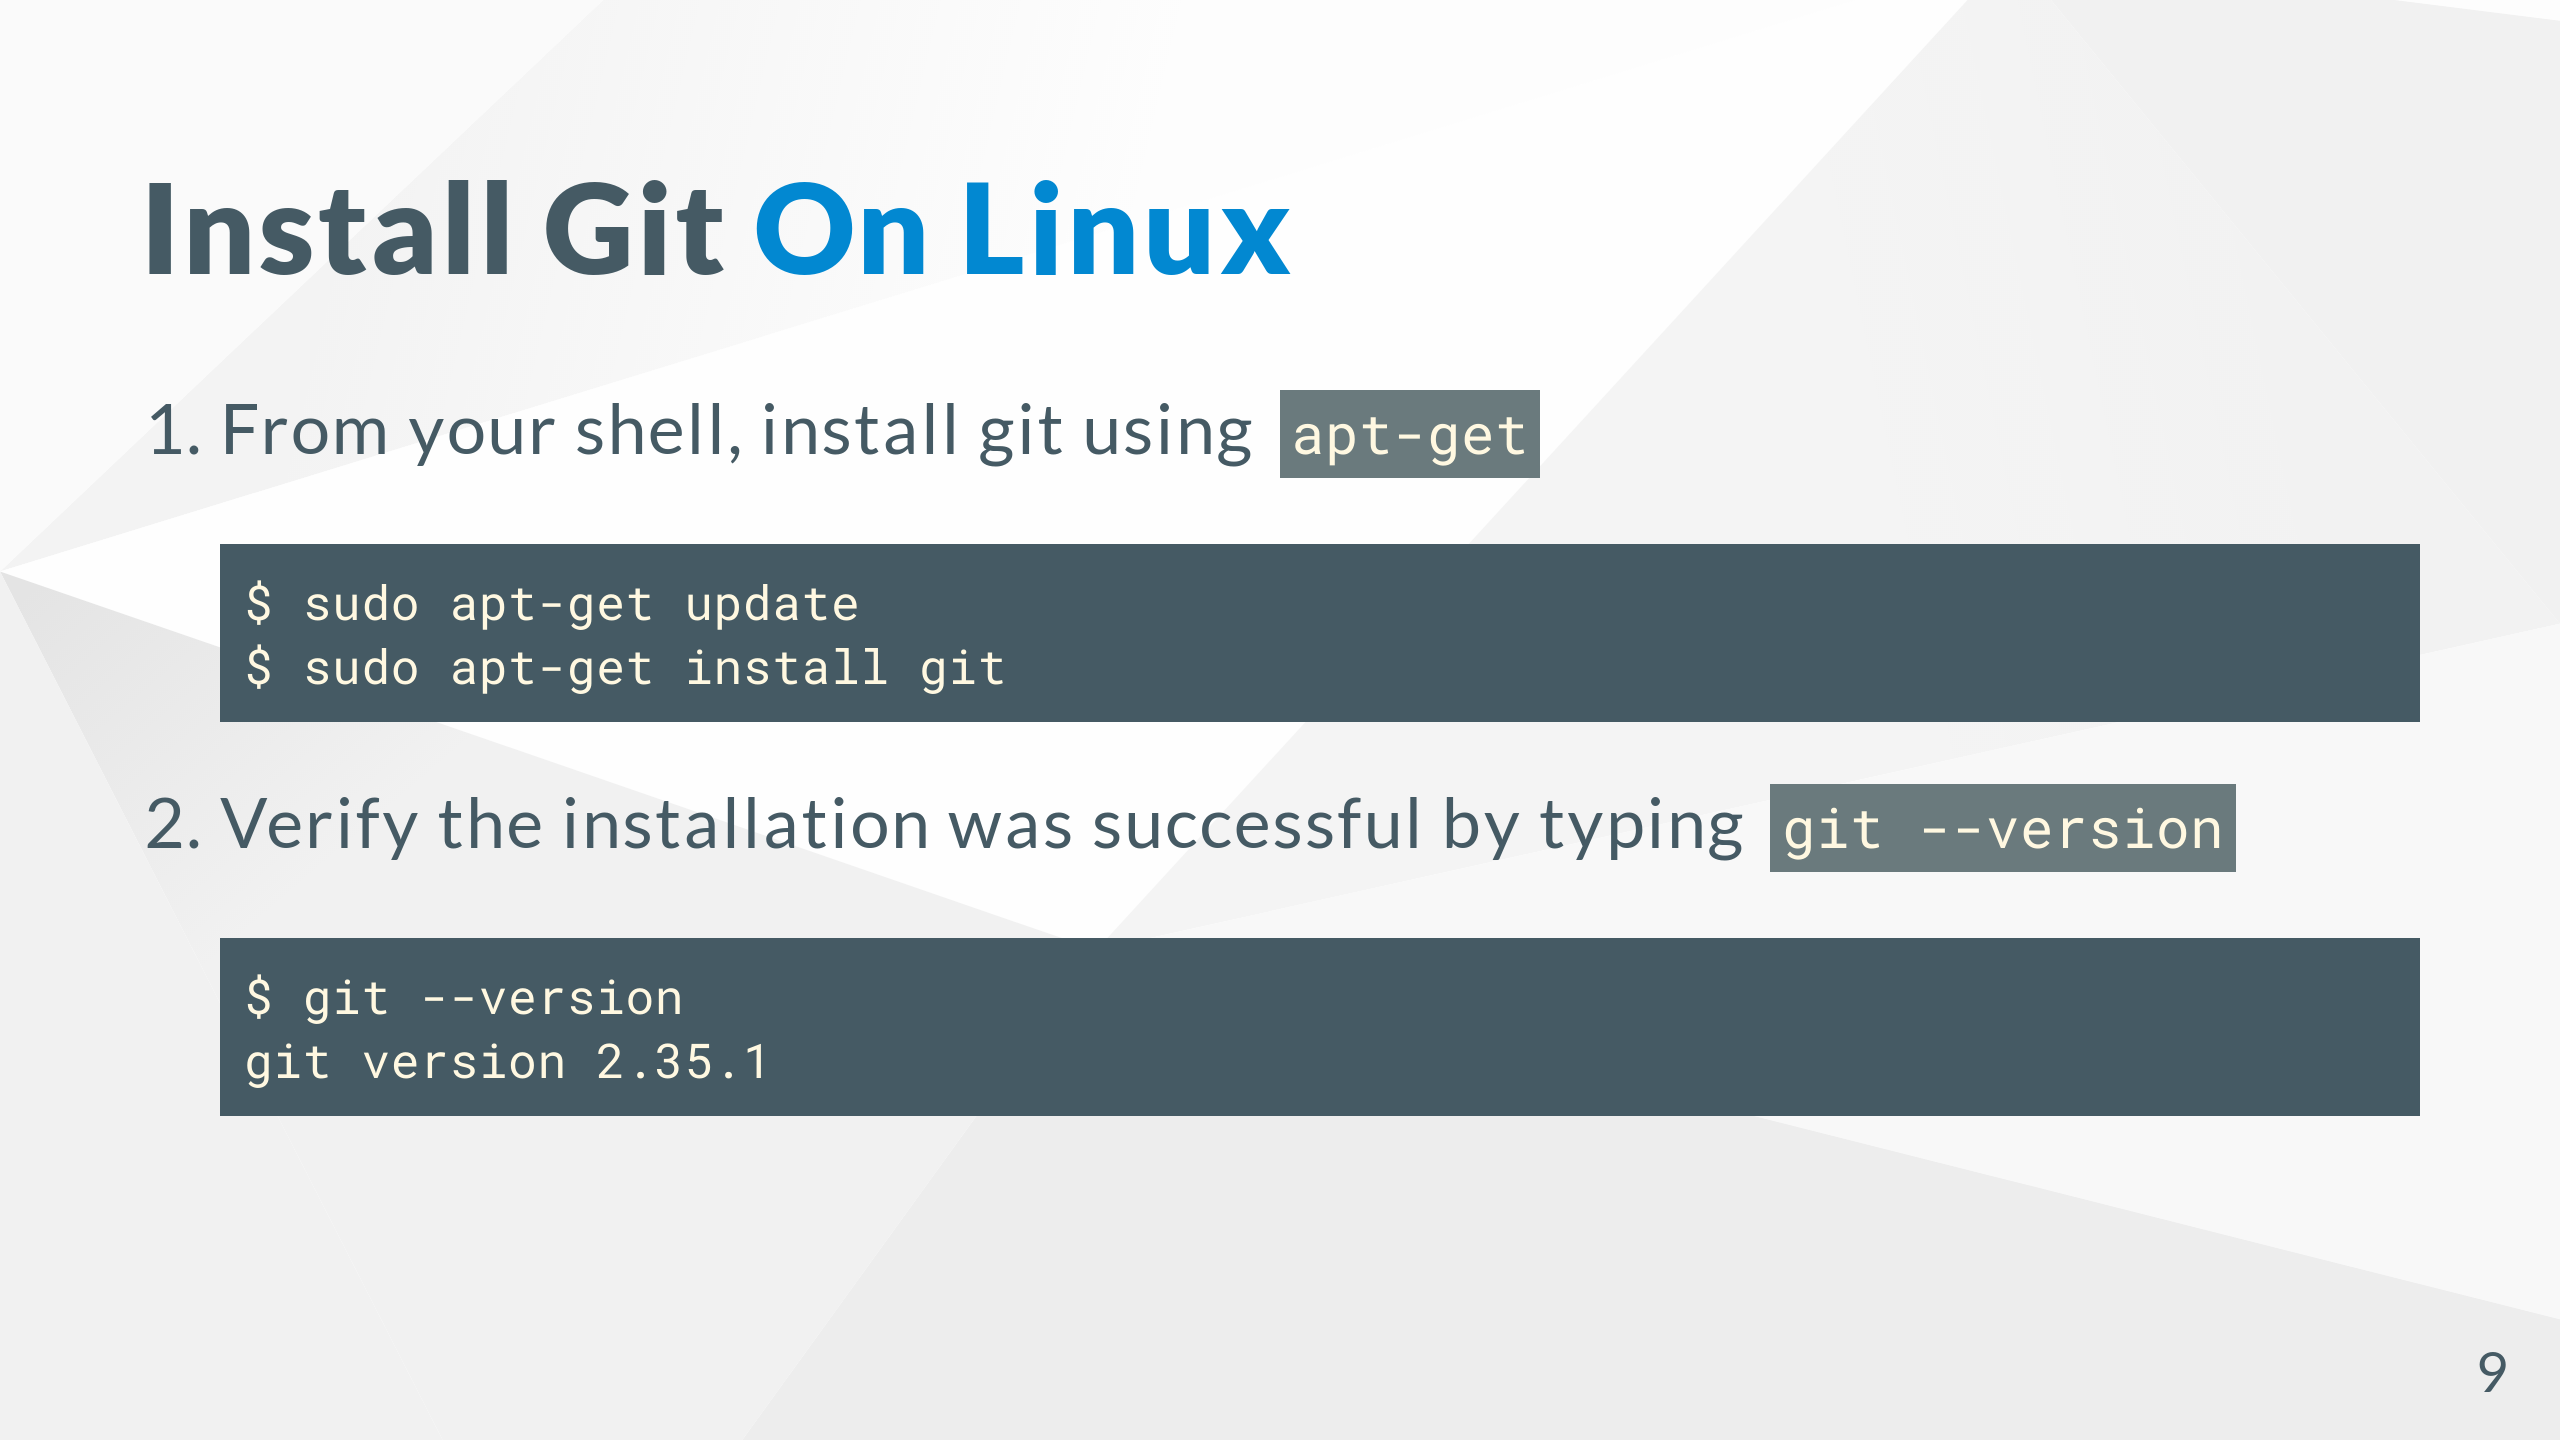 Install Git On Linux
1. From your shell, install git using apt-get
$ sudo apt-get update
$ sudo apt-get install git
2. Verify the installation was successful by typing git --version
$ git --version
git version 2.35.1
9